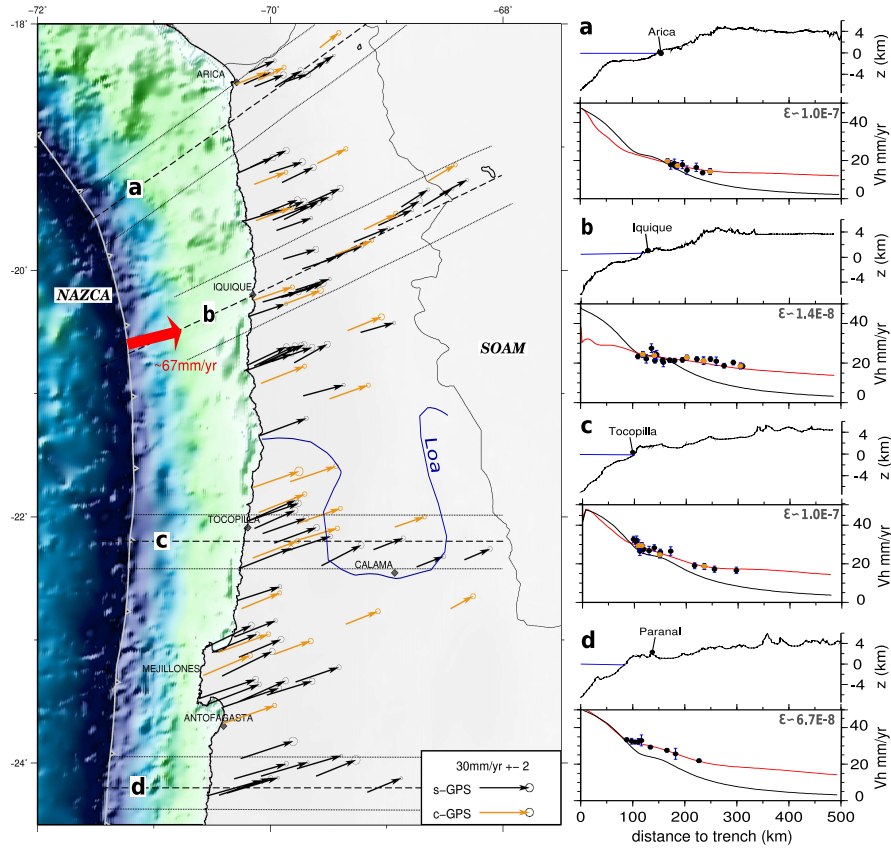 -72° -70° -68°
-18°
-20°
-22°
-24°
-72° -70° -68°
ARICA
a
IQUIQUE
NAZCA
b
~67mm/yr
SOAM
Loa
TOCOPILLA
c
CALAMA
MEJILLONES
ANTOFAGASTA
d
30mm/yr +- 2
s-GPS
c-GPS
a
Arica
4
0
-4
z (km)
ε~1.0E-7
40
20
0
Vh mm/yr
b
Iquique
4
0
-4
z (km)
ε~1.4E-8
40
20
0
Vh mm/yr
c
Tocopilla
4
0
-4
z (km)
ε~1.0E-7
40
20
0
Vh mm/yr
d
Paranal
4
0
-4
z (km)
ε~6.7E-8
40
20
0
Vh mm/yr
0 100 200 300 400 500
distance to trench (km)